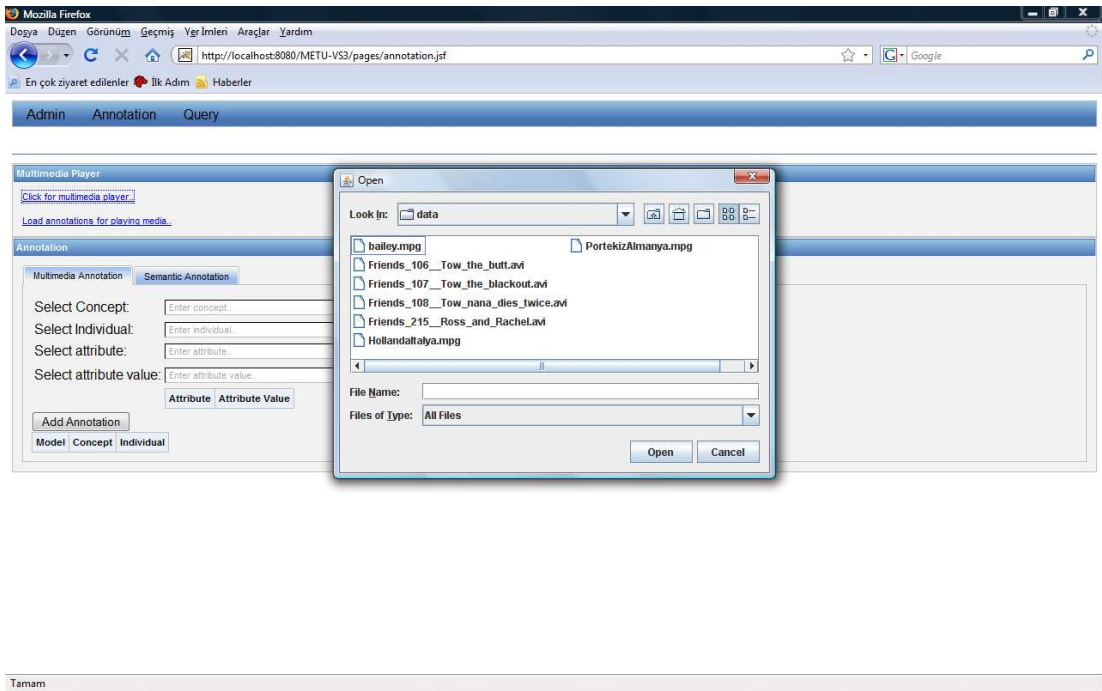 Mozilla Firefox
Dosya Düzen Görünüm Geçmiş Yer İmleri Araçlar Yardım
http://localhost:8080/METU-VS3/pages/annotation.jsf
G Google
En çok ziyaret edilenler İlk Adım Haberler
Admin Annotation Query
Multimedia Player
Click for multimedia player..
Load annotations for playing media..
Annotation
Multimedia Annotation Semantic Annotation
Select Concept: Enter concept..
Select Individual: Enter individual..
Select attribute: Enter attribute..
Select attribute value: Enter attribute value..
Attribute Attribute Value
Add Annotation
Model Concept Individual
Open
Look In: data
bailey.mpg PortekizAlmanya.mpg
Friends_106__Tow_the_butt.avi
Friends_107__Tow_the_blackout.avi
Friends_108__Tow_nana_dies_twice.avi
Friends_215__Ross_and_Rachel.avi
HollandaItalya.mpg
File Name:
Files of Type: All Files
Open Cancel
Tamam